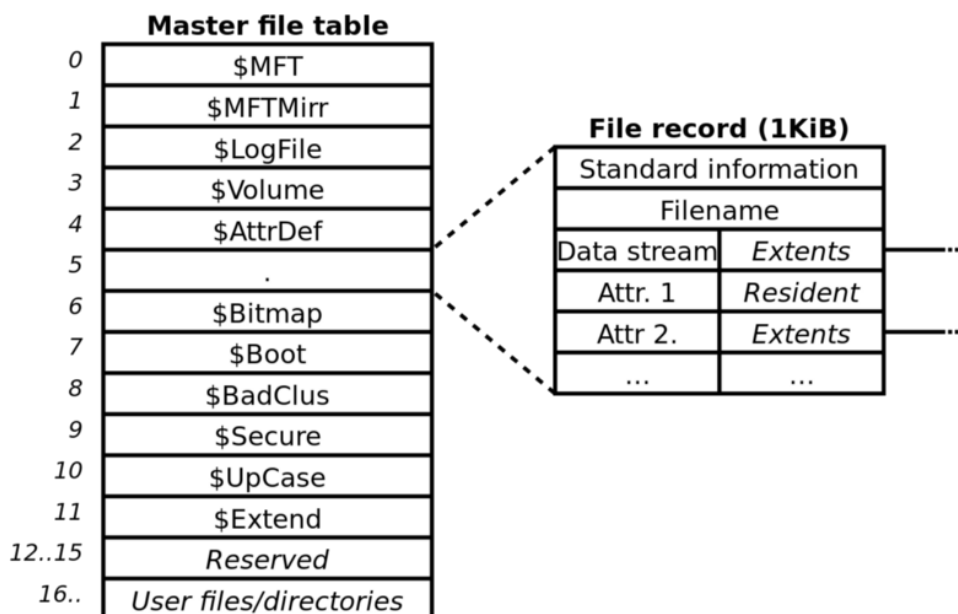 Master file table
0 $MFT
1 $MFTMirr
2 $LogFile
3 $Volume
4 $AttrDef
5 .
6 $Bitmap
7 $Boot
8 $BadClus
9 $Secure
10 $UpCase
11 $Extend
12..15 Reserved
16.. User files/directories
File record (1KiB)
Standard information
Filename
Data stream Extents
Attr. 1 Resident
Attr 2. Extents
... ...